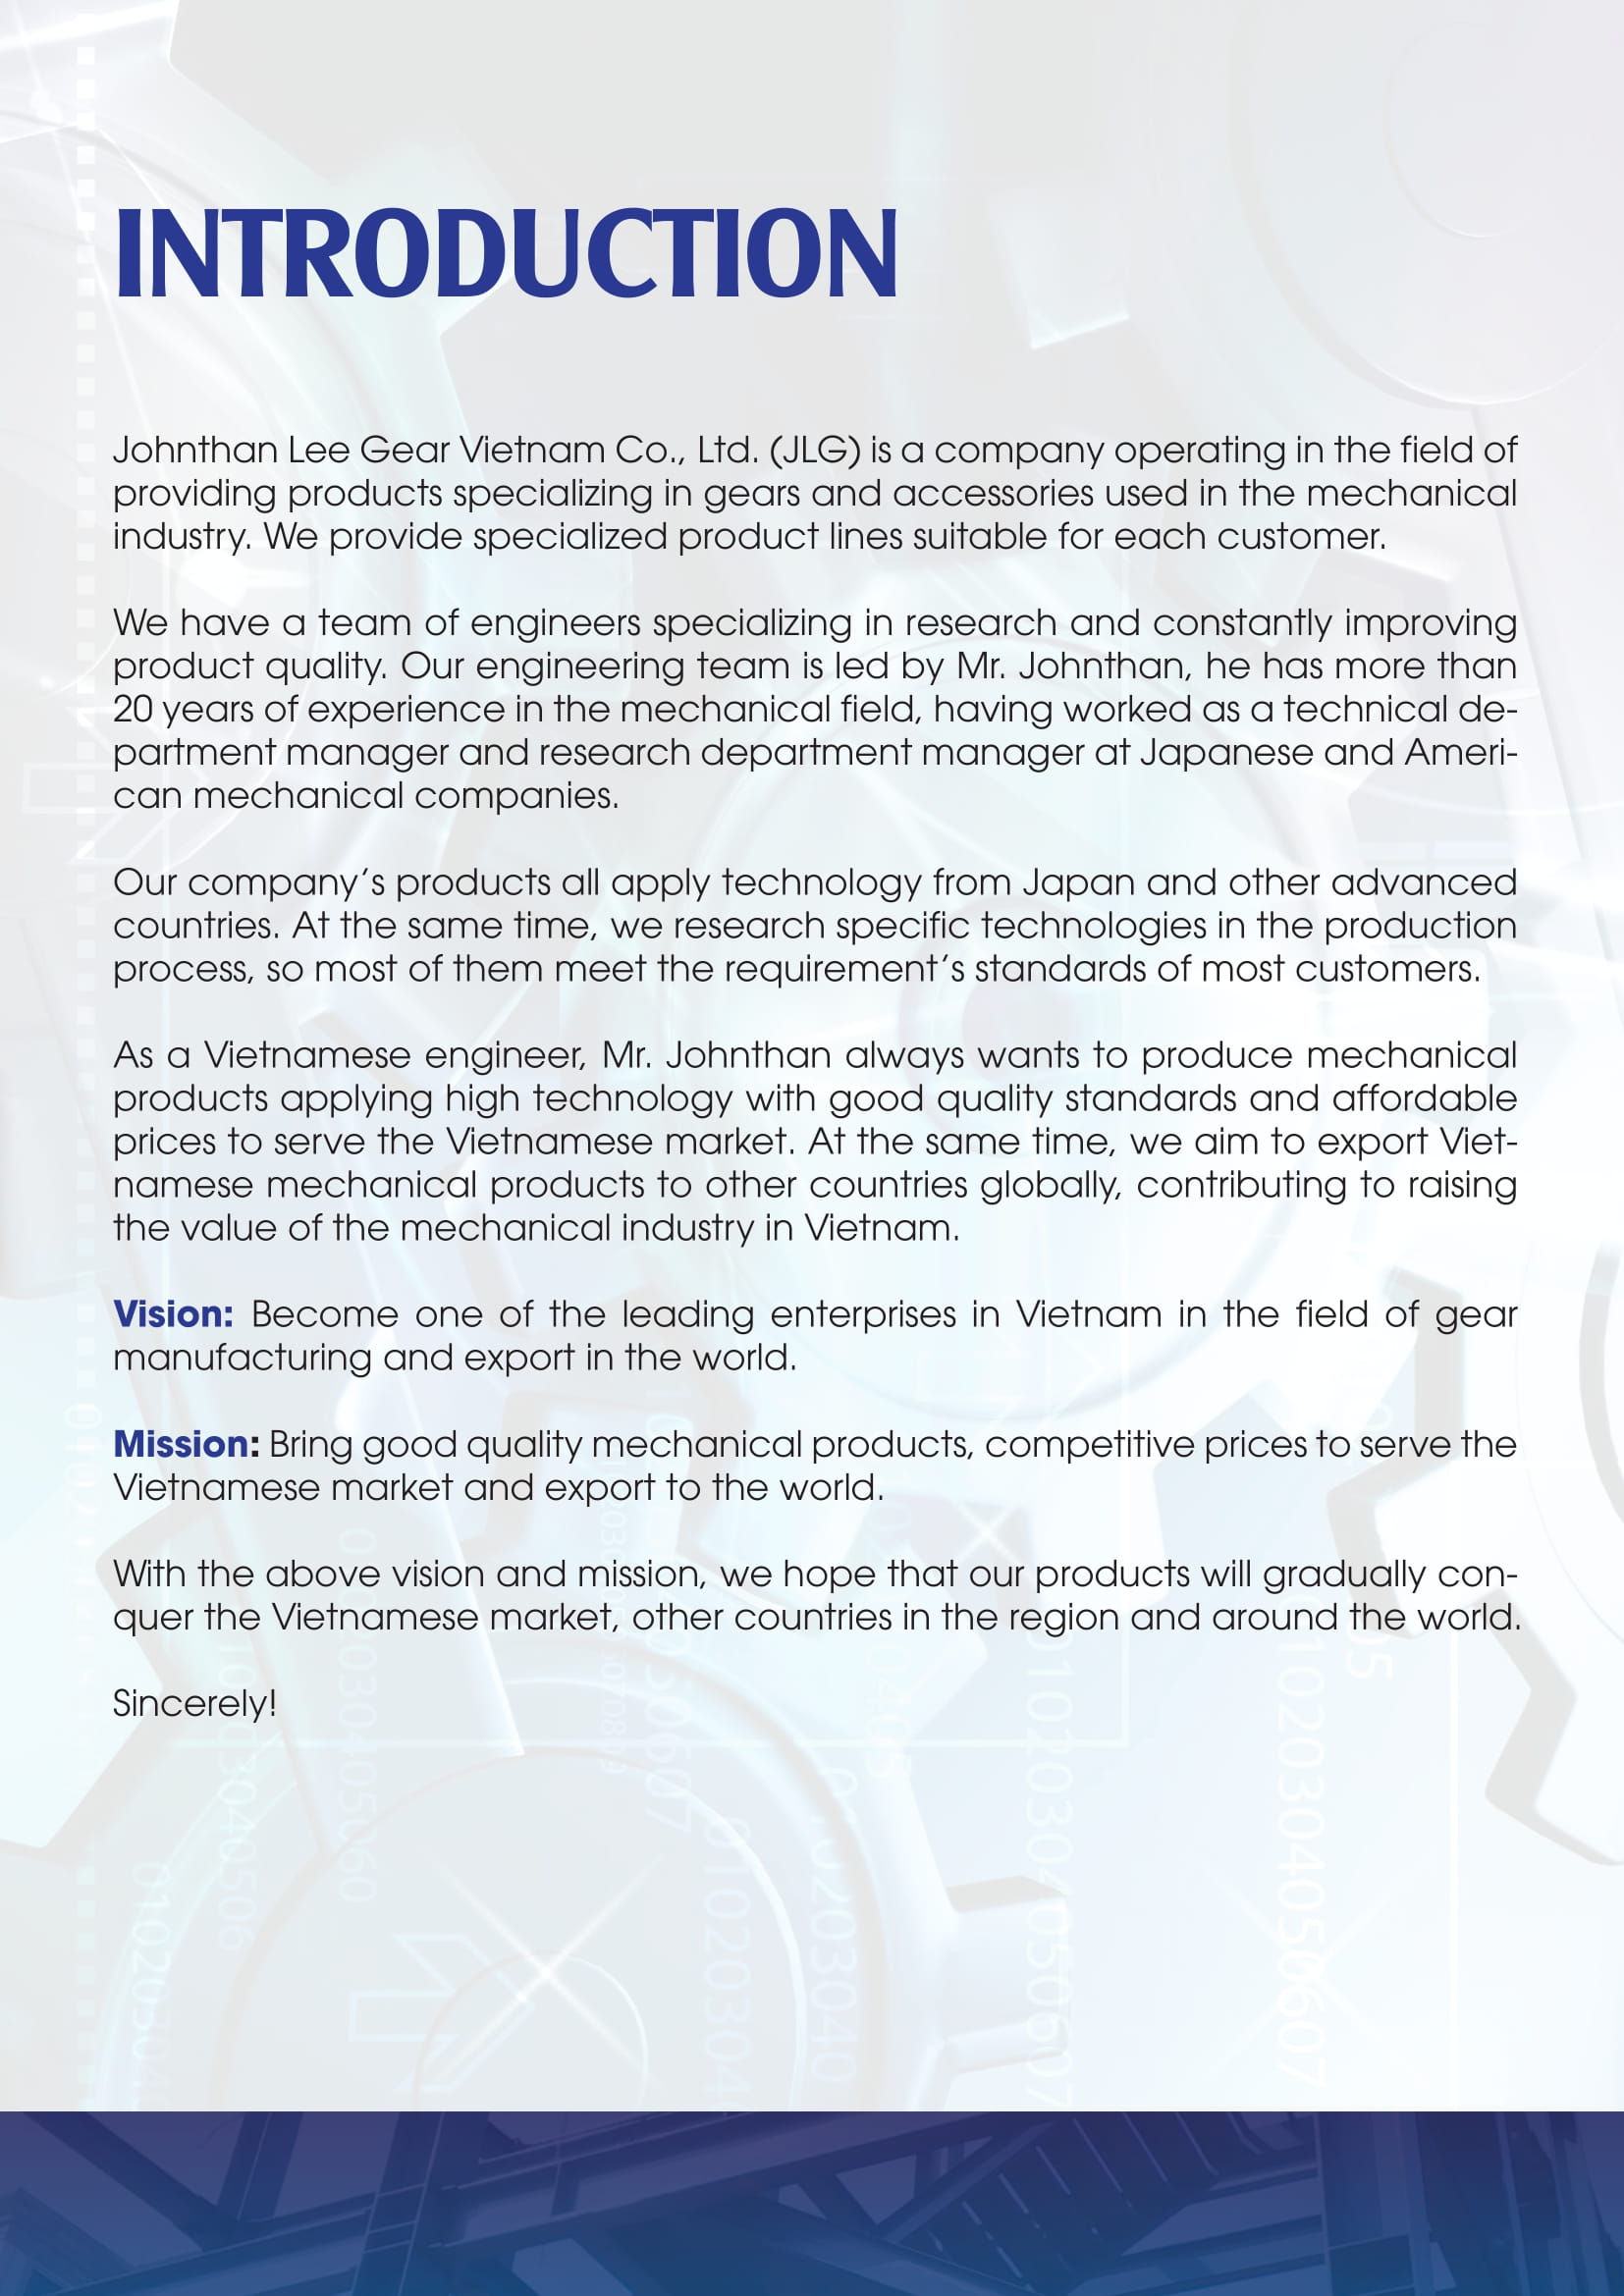 INTRODUCTION
Johnthan Lee Gear Vietnam Co., Ltd. (JLG) is a company operating in the field of
providing products specializing in gears and accessories used in the mechanical
industry. We provide specialized product lines suitable for each customer.
We have a team of engineers specializing in research and constantly improving
product quality. Our engineering team is led by Mr. Johnthan, he has more than
20 years of experience in the mechanical field, having worked as a technical de-
partment manager and research department manager at Japanese and Ameri-
can mechanical companies.
Our company’s products all apply technology from Japan and other advanced
countries. At the same time, we research specific technologies in the production
process, so most of them meet the requirement’s standards of most customers.
As a Vietnamese engineer, Mr. Johnthan always wants to produce mechanical
products applying high technology with good quality standards and affordable
prices to serve the Vietnamese market. At the same time, we aim to export Viet-
namese mechanical products to other countries globally, contributing to raising
the value of the mechanical industry in Vietnam.
Vision: Become one of the leading enterprises in Vietnam in the field of gear
manufacturing and export in the world.
Mission: Bring good quality mechanical products, competitive prices to serve the
Vietnamese market and export to the world.
With the above vision and mission, we hope that our products will gradually con-
quer the Vietnamese market, other countries in the region and around the world.
Sincerely!